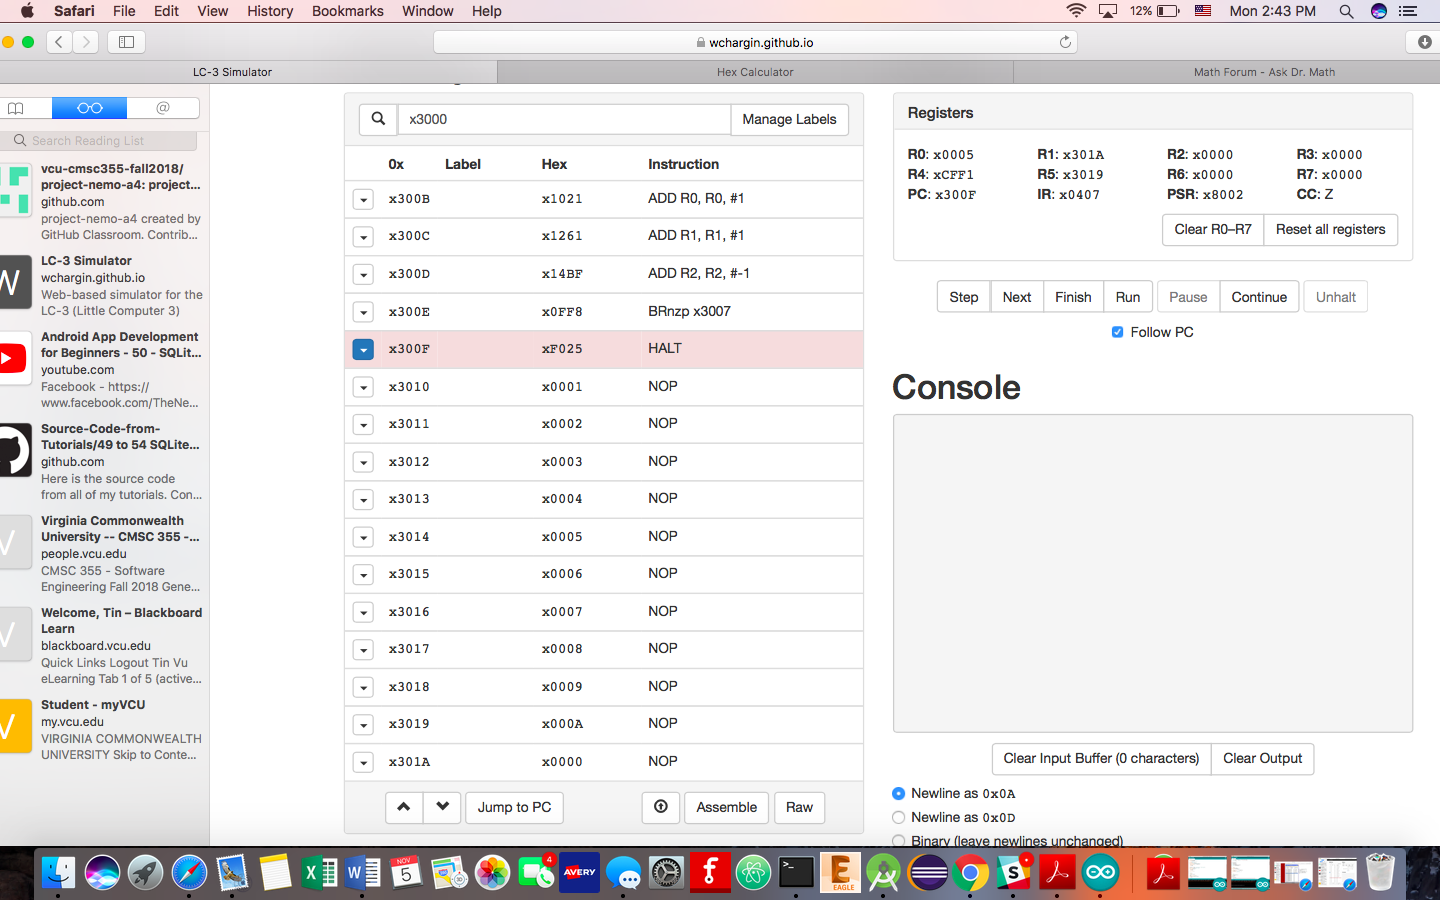 Safari File Edit View History Bookmarks Window Help 12% Mon 2:43 PM
wchargin.github.io
LC-3 Simulator Hex Calculator Math Forum - Ask Dr. Math
@
Search Reading List
vcu-cmsc355-fall2018/
project-nemo-a4: project...
github.com
project-nemo-a4 created by
GitHub Classroom. Contrib...
W
LC-3 Simulator
wchargin.github.io
Web-based simulator for the
LC-3 (Little Computer 3)
Android App Development
for Beginners - 50 - SQLit...
youtube.com
Facebook - https://
www.facebook.com/TheNe...
Source-Code-from-
Tutorials/49 to 54 SQLite...
github.com
Here is the source code
from all of my tutorials. Con...
V
Virginia Commonwealth
University -- CMSC 355 -...
people.vcu.edu
CMSC 355 - Software
Engineering Fall 2018 Gene...
V
Welcome, Tin – Blackboard
Learn
blackboard.vcu.edu
Quick Links Logout Tin Vu
eLearning Tab 1 of 5 (active...
V
Student - myVCU
my.vcu.edu
VIRGINIA COMMONWEALTH
UNIVERSITY Skip to Conte...
x3000 Manage Labels
0x Label Hex Instruction
x300B x1021 ADD R0, R0, #1
x300C x1261 ADD R1, R1, #1
x300D x14BF ADD R2, R2, #-1
x300E x0FF8 BRnzp x3007
x300F xF025 HALT
x3010 x0001 NOP
x3011 x0002 NOP
x3012 x0003 NOP
x3013 x0004 NOP
x3014 x0005 NOP
x3015 x0006 NOP
x3016 x0007 NOP
x3017 x0008 NOP
x3018 x0009 NOP
x3019 x000A NOP
x301A x0000 NOP
Jump to PC Assemble Raw
Registers
R0: x0005 R1: x301A R2: x0000 R3: x0000
R4: xCFF1 R5: x3019 R6: x0000 R7: x0000
PC: x300F IR: x0407 PSR: x8002 CC: Z
Clear R0–R7 Reset all registers
Step Next Finish Run Pause Continue Unhalt
Follow PC
Console
Clear Input Buffer (0 characters) Clear Output
Newline as 0x0A
Newline as 0x0D
Binary (leave newlines unchanged)
NOV
5
4
AVERY
EAGLE